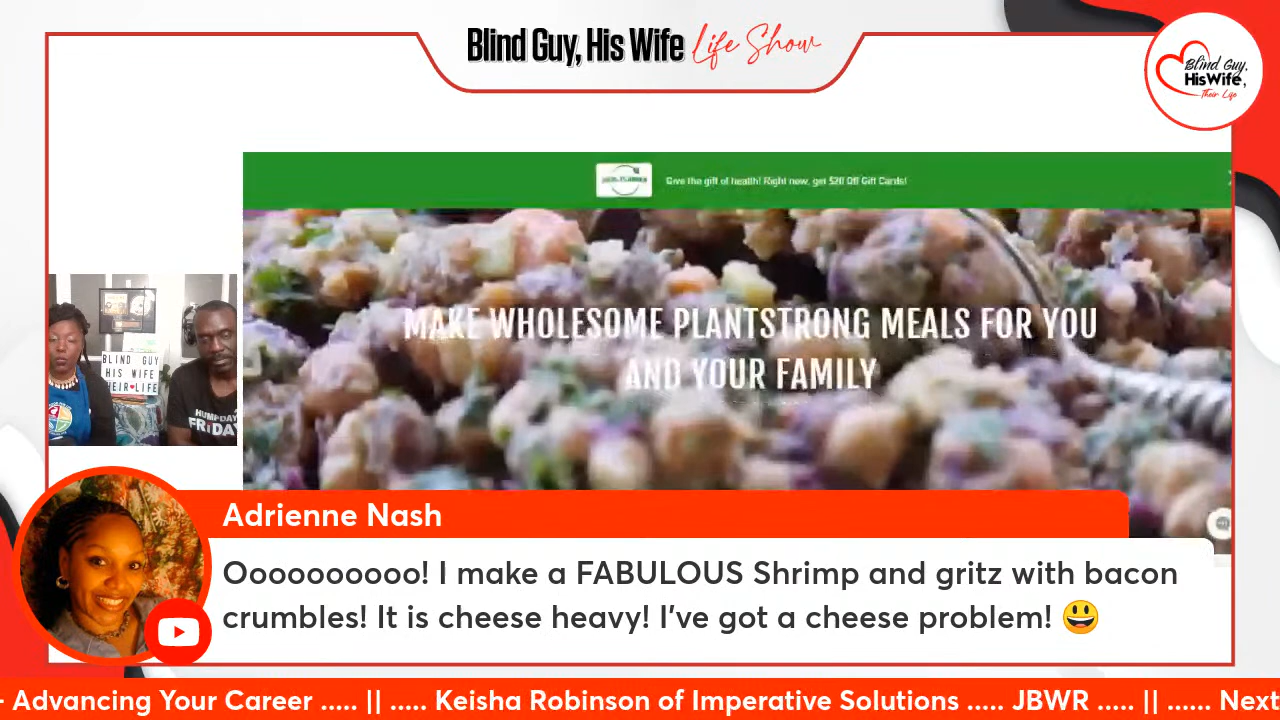 Blind Guy, His Wife Life Show
Blind Guy,
His Wife,
Their Life
Give the gift of health! Right now, get $20 Off Gift Cards!
MAKE WHOLESOME PLANTSTRONG MEALS FOR YOU
AND YOUR FAMILY
BLIND GUY
HIS WIFE
HEIR LIFE
HUMPDAY
FRiDAY
Adrienne Nash
Oooooooooo! I make a FABULOUS Shrimp and gritz with bacon
crumbles! It is cheese heavy! I've got a cheese problem! 😃
- Advancing Your Career ..... || ..... Keisha Robinson of Imperative Solutions ..... JBWR ..... || ...... Next